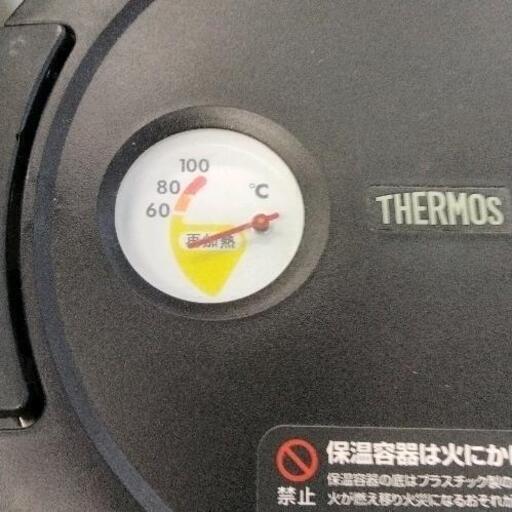 100
80
60
℃
再加熱
THERMOS
保温容器は火にか
保温容器の底はプラスチック製の
禁止
火が燃え移り火災になるおそれが